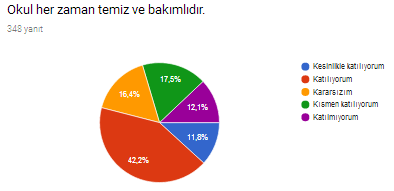 Okul her zaman temiz ve bakımlıdır.
348 yanıt
Kesinlikle katılıyorum
Katılıyorum
Kararsızım
Kısmen katılıyorum
Katılmıyorum
17,5%
16,4%
12,1%
11,8%
42,2%